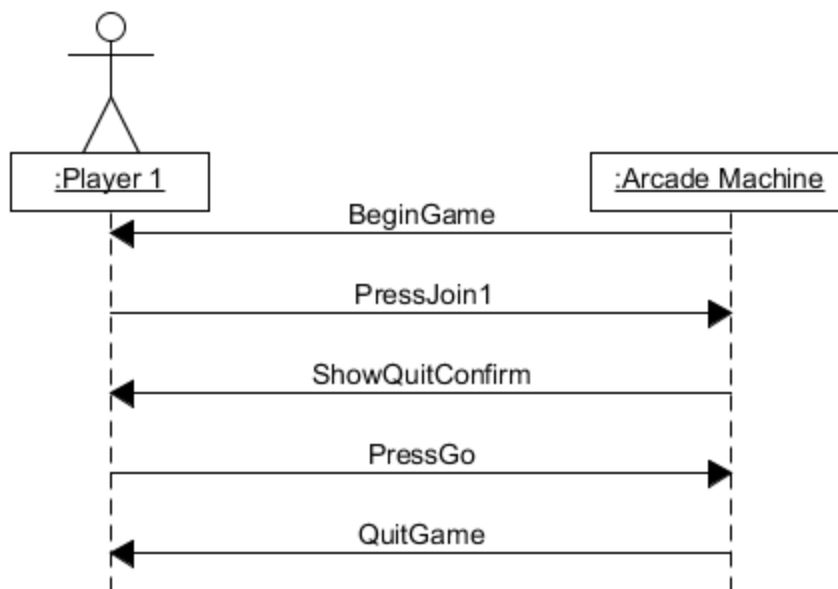 :Player 1
:Arcade Machine
BeginGame
PressJoin1
ShowQuitConfirm
PressGo
QuitGame